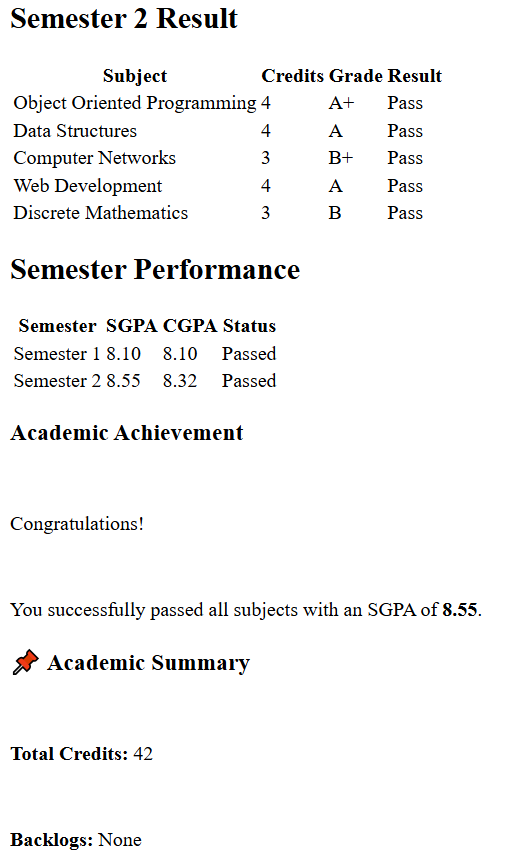 Semester 2 Result
Subject Credits Grade Result
Object Oriented Programming 4 A+ Pass
Data Structures 4 A Pass
Computer Networks 3 B+ Pass
Web Development 4 A Pass
Discrete Mathematics 3 B Pass
Semester Performance
Semester SGPA CGPA Status
Semester 1 8.10 8.10 Passed
Semester 2 8.55 8.32 Passed
Academic Achievement
Congratulations!
You successfully passed all subjects with an SGPA of 8.55.
📌 Academic Summary
Total Credits: 42
Backlogs: None